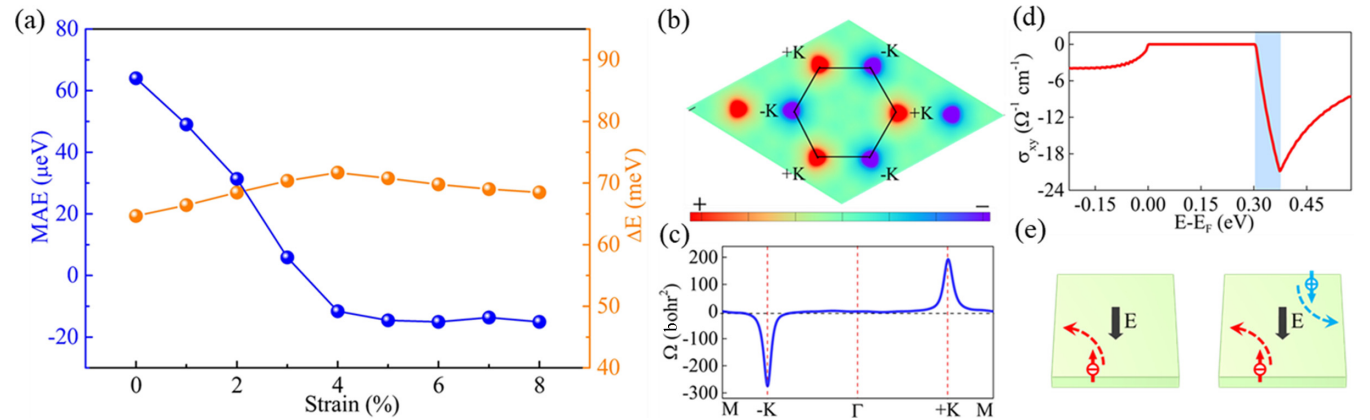 (a)
80
60
40
20
0
-20
MAE (μeV)
95
90
80
70
60
50
40
ΔE (meV)
0
2
4
6
8
Strain (%)
(b)
+K
-K
-K
+K
+K
-K
+
−
(c)
200
100
0
-100
-200
-300
Ω (bohr²)
M
-K
Γ
+K
M
(d)
0
-6
-12
-18
-24
σxy (Ω⁻¹ cm⁻¹)
-0.15
0.00
0.15
0.30
0.45
E-EF (eV)
(e)
E
E